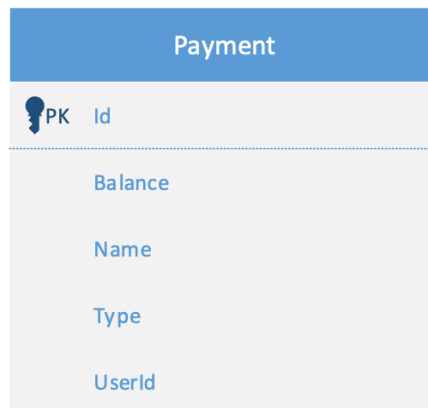 Payment
PK Id
Balance
Name
Type
UserId